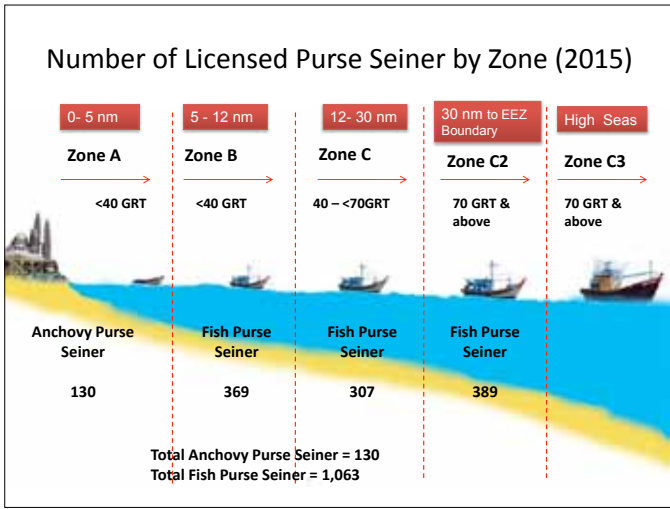 Number of Licensed Purse Seiner by Zone (2015)
0- 5 nm
5 - 12 nm
12- 30 nm
30 nm to EEZ
Boundary
High Seas
Zone A
Zone B
Zone C
Zone C2
Zone C3
<40 GRT
<40 GRT
40 – <70GRT
70 GRT &
above
70 GRT &
above
Anchovy Purse
Seiner
Fish Purse
Seiner
Fish Purse
Seiner
Fish Purse
Seiner
130
369
307
389
Total Anchovy Purse Seiner = 130
Total Fish Purse Seiner = 1,063